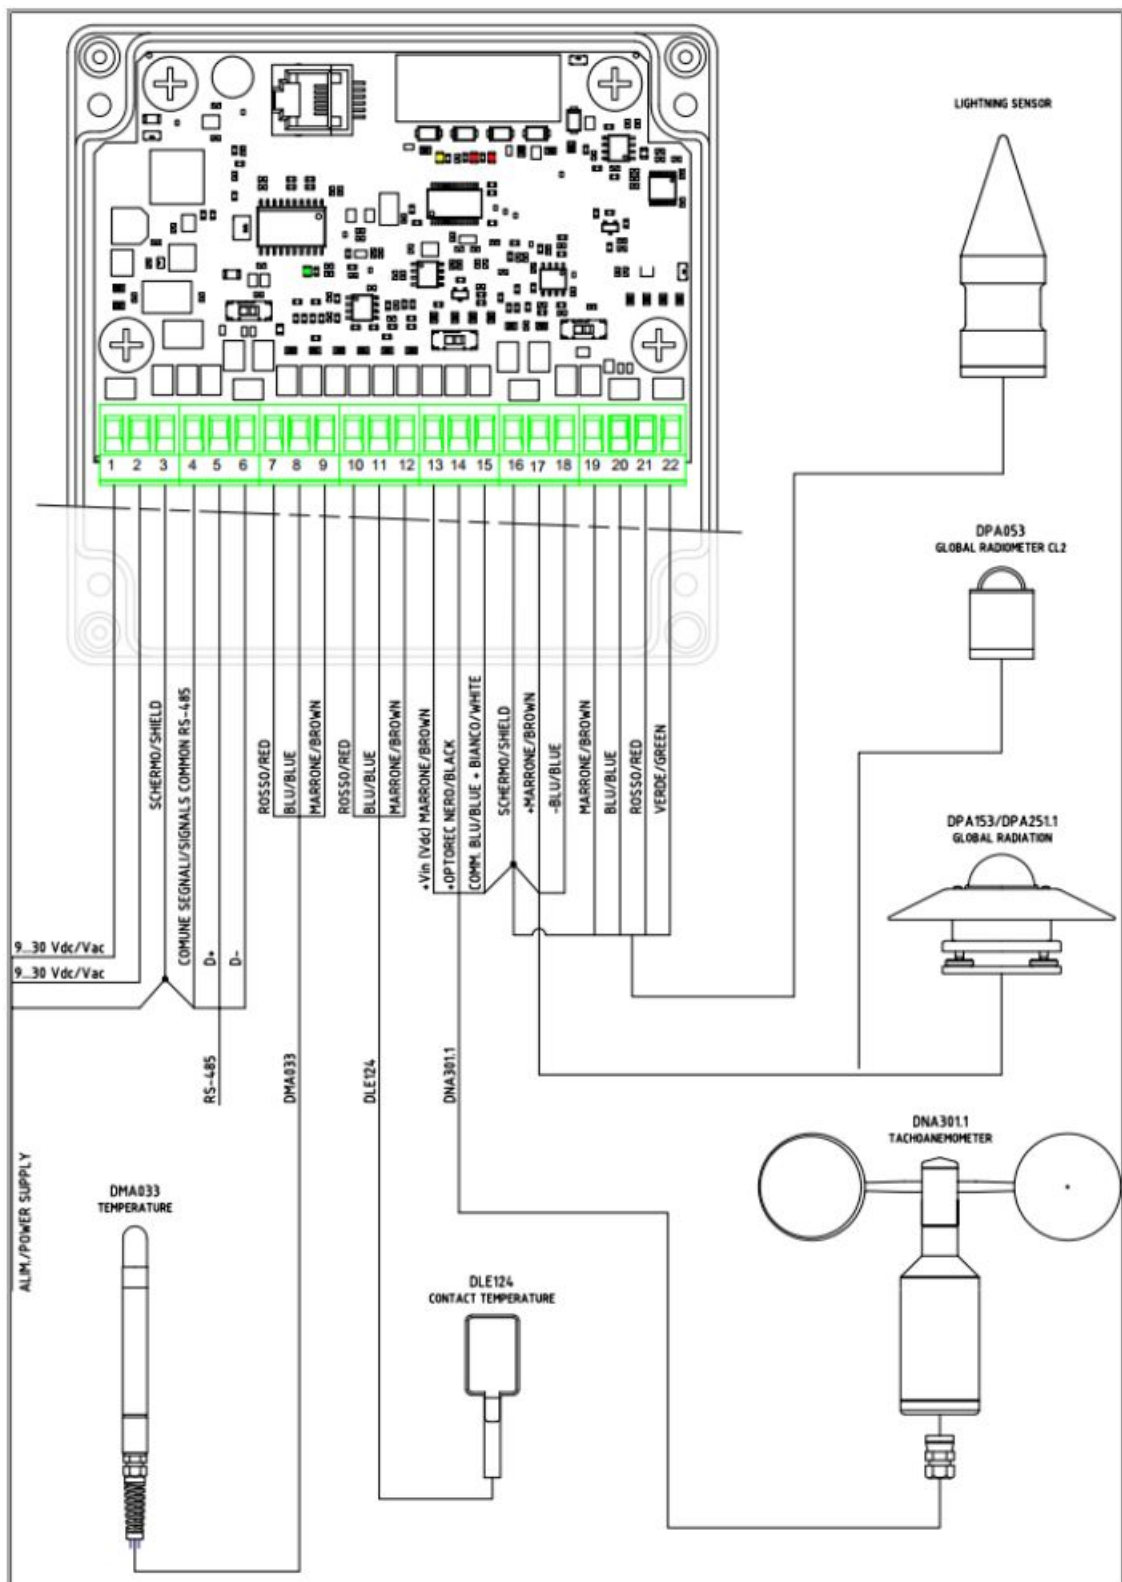 LIGHTNING SENSOR
1 2 3 4 5 6 7 8 9 10 11 12 13 14 15 16 17 18 19 20 21 22
DPA053
GLOBAL RADIOMETER CL2
SCHERMO/SHIELD
COMUNE SEGNALI/SIGNALS COMMON RS-485
D+
D-
ROSSO/RED
BLU/BLUE
MARRONE/BROWN
ROSSO/RED
BLU/BLUE
MARRONE/BROWN
+Vin (Vdc) MARRONE/BROWN
+OPTOREC NERO/BLACK
COMM. BLU/BLUE + BIANCO/WHITE
SCHERMO/SHIELD
+MARRONE/BROWN
-BLU/BLUE
MARRONE/BROWN
BLU/BLUE
ROSSO/RED
VERDE/GREEN
DPA153/DPA251.1
GLOBAL RADIATION
9...30 Vdc/Vac
9...30 Vdc/Vac
RS-485
DMA033
DLE124
DNA301.1
ALIM./POWER SUPPLY
DNA301.1
TACHOANEMOMETER
DMA033
TEMPERATURE
DLE124
CONTACT TEMPERATURE